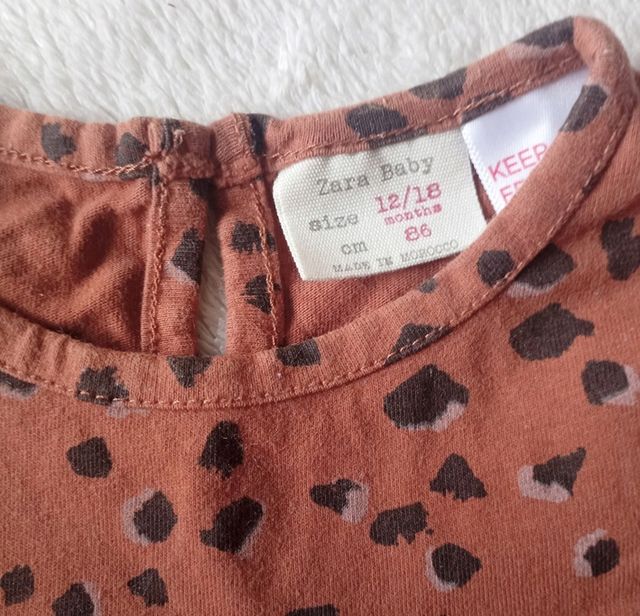 Zara Baby
size 12/18
months
cm 86
MADE IN MOROCCO
KEEP